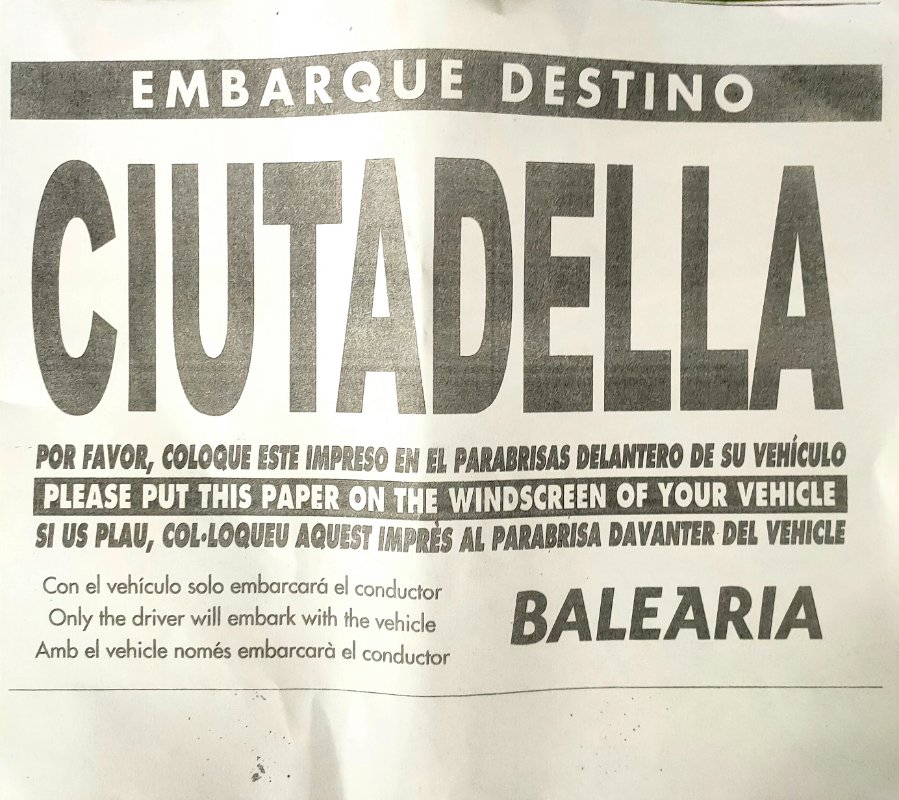 EMBARQUE DESTINO
CIUTADELLA
POR FAVOR, COLOQUE ESTE IMPRESO EN EL PARABRISAS DELANTERO DE SU VEHÍCULO
PLEASE PUT THIS PAPER ON THE WINDSCREEN OF YOUR VEHICLE
SI US PLAU, COL·LOQUEU AQUEST IMPRÈS AL PARABRISA DAVANTER DEL VEHICLE
Con el vehículo solo embarcará el conductor
Only the driver will embark with the vehicle
Amb el vehicle només embarcarà el conductor
BALEARIA